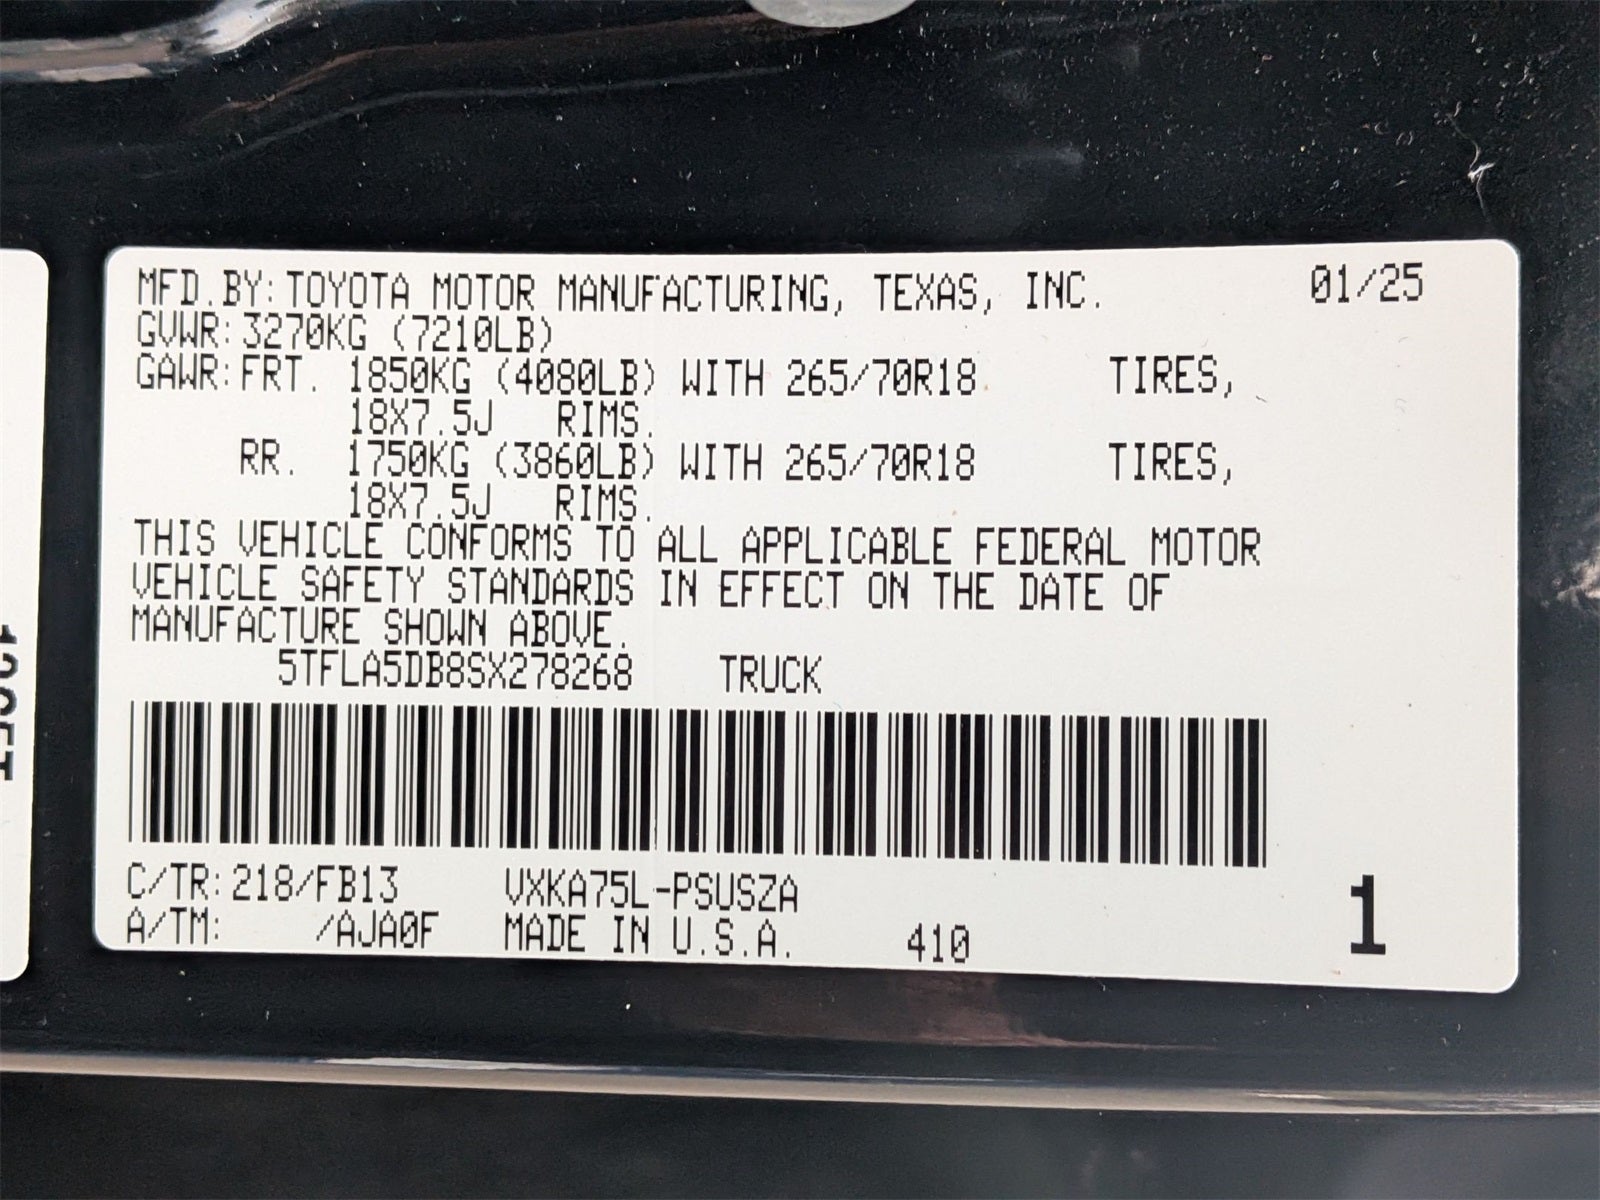 MFD.BY:TOYOTA MOTOR MANUFACTURING, TEXAS, INC. 01/25
GVWR:3270KG (7210LB)
GAWR:FRT. 1850KG (4080LB) WITH 265/70R18 TIRES,
18X7.5J RIMS.
RR. 1750KG (3860LB) WITH 265/70R18 TIRES,
18X7.5J RIMS.
THIS VEHICLE CONFORMS TO ALL APPLICABLE FEDERAL MOTOR
VEHICLE SAFETY STANDARDS IN EFFECT ON THE DATE OF
MANUFACTURE SHOWN ABOVE.
5TFLA5DB8SX278268 TRUCK
C/TR:218/FB13 VXKA75L-PSUSZA
A/TM: /AJA0F MADE IN U.S.A. 410
1